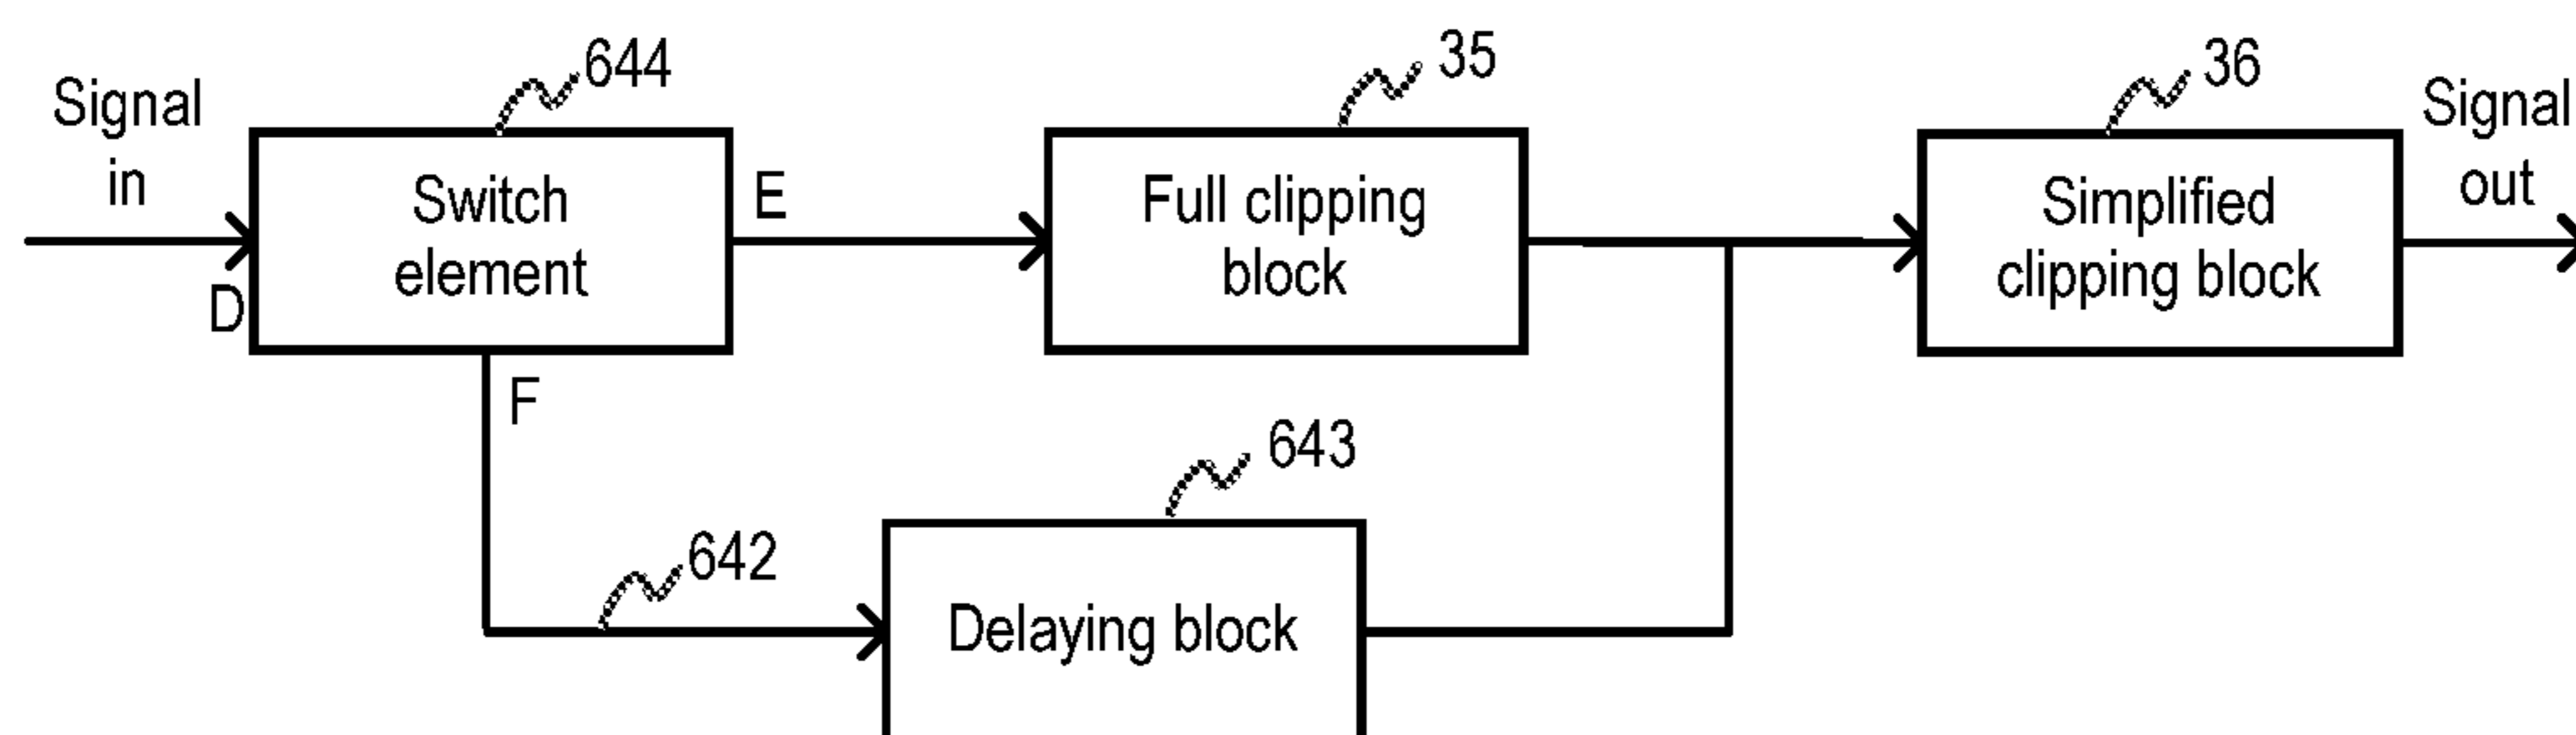 Signal
in
D
644
Switch
element
E
F
35
Full clipping
block
36
Simplified
clipping block
Signal
out
642
643
Delaying block